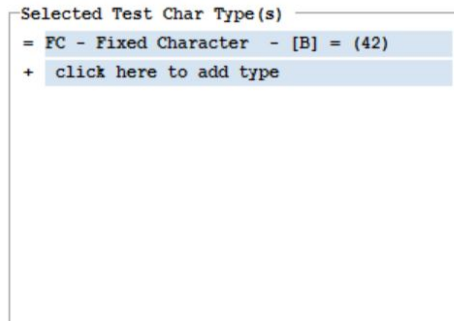 Selected Test Char Type(s)
= FC - Fixed Character - [B] = (42)
+ click here to add type